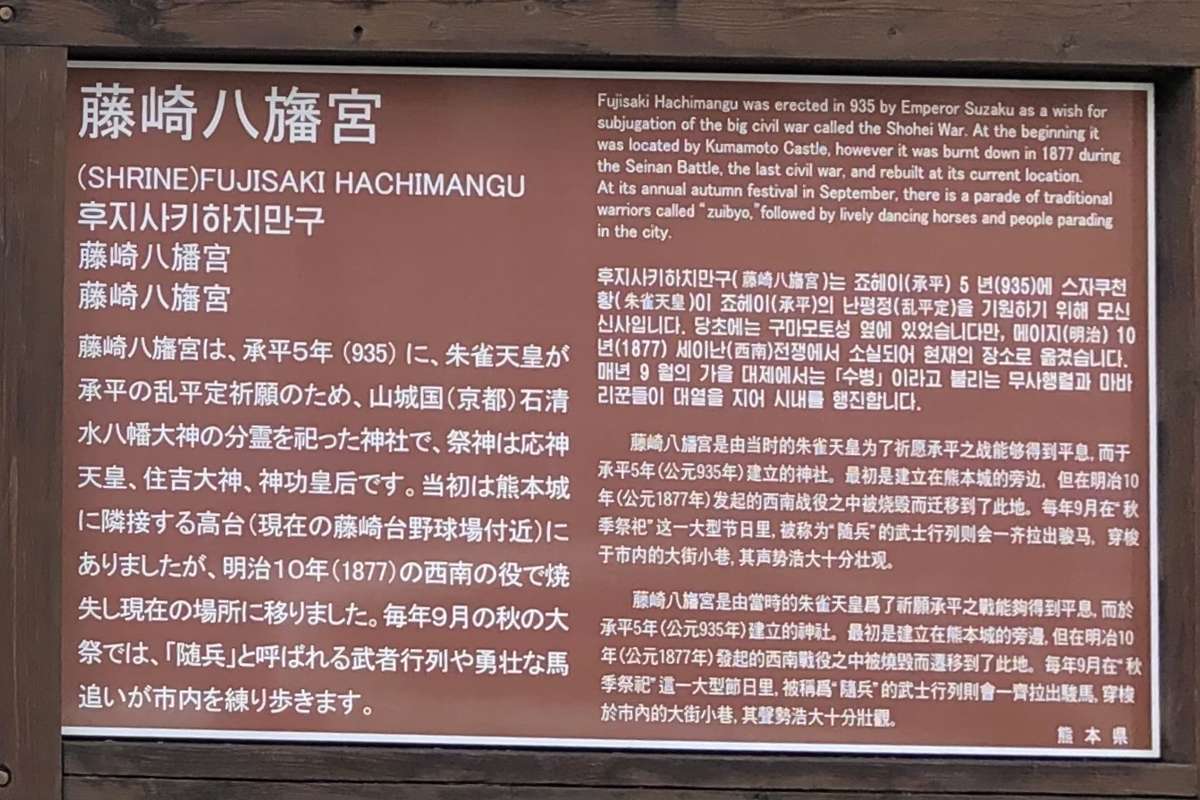 藤崎八旛宮
(SHRINE)FUJISAKI HACHIMANGU
후지사키하치만구
藤崎八旛宮
藤崎八旛宮
藤崎八旛宮は、承平5年(935)に、朱雀天皇が
承平の乱平定祈願のため、山城国(京都)石清
水八幡大神の分霊を祀った神社で、祭神は応神
天皇、住吉大神、神功皇后です。当初は熊本城
に隣接する高台(現在の藤崎台野球場付近)に
ありましたが、明治10年(1877)の西南の役で焼
失し現在の場所に移りました。毎年9月の秋の大
祭では、「随兵」と呼ばれる武者行列や勇壮な馬
追いが市内を練り歩きます。
Fujisaki Hachimangu was erected in 935 by Emperor Suzaku as a wish for
subjugation of the big civil war called the Shohei War. At the beginning it
was located by Kumamoto Castle, however it was burnt down in 1877 during
the Seinan Battle, the last civil war, and rebuilt at its current location.
At its annual autumn festival in September, there is a parade of traditional
warriors called "zuibyo," followed by lively dancing horses and people parading
in the city.
후지사키하치만구(藤崎八旛宮)는 죠헤이(承平) 5 년(935)에 스자쿠천
황(朱雀天皇)이 죠헤이(承平)의 난평정(乱平定)을 기원하기 위해 모신
신사입니다. 당초에는 구마모토성 옆에 있었습니다만, 메이지(明治) 10
년(1877) 세이난(西南)전쟁에서 소실되어 현재의 장소로 옮겼습니다.
매년 9 월의 가을 대제에서는 「수병」이라고 불리는 무사행렬과 마바
리꾼들이 대열을 지어 시내를 행진합니다.
藤崎八旛宮是由当时的朱雀天皇为了祈愿承平之战能够得到平息,而于
承平5年(公元935年)建立的神社。最初是建立在熊本城的旁边,但在明治10
年(公元1877年)发起的西南战役之中被烧毁而迁移到了此地。每年9月在“秋
季祭祀”这一大型节日里,被称为“随兵”的武士行列则会一齐拉出骏马,穿梭
于市内的大街小巷,其声势浩大十分壮观。
藤崎八旛宮是由當時的朱雀天皇爲了祈願承平之戰能夠得到平息,而於
承平5年(公元935年)建立的神社。最初是建立在熊本城的旁邊,但在明治10
年(公元1877年)發起的西南戰役之中被燒毀而遷移到了此地。每年9月在“秋
季祭祀”這一大型節日里,被稱爲“隨兵”的武士行列則會一齊拉出駿馬,穿梭
於市內的大街小巷,其聲勢浩大十分壯觀。
熊本県